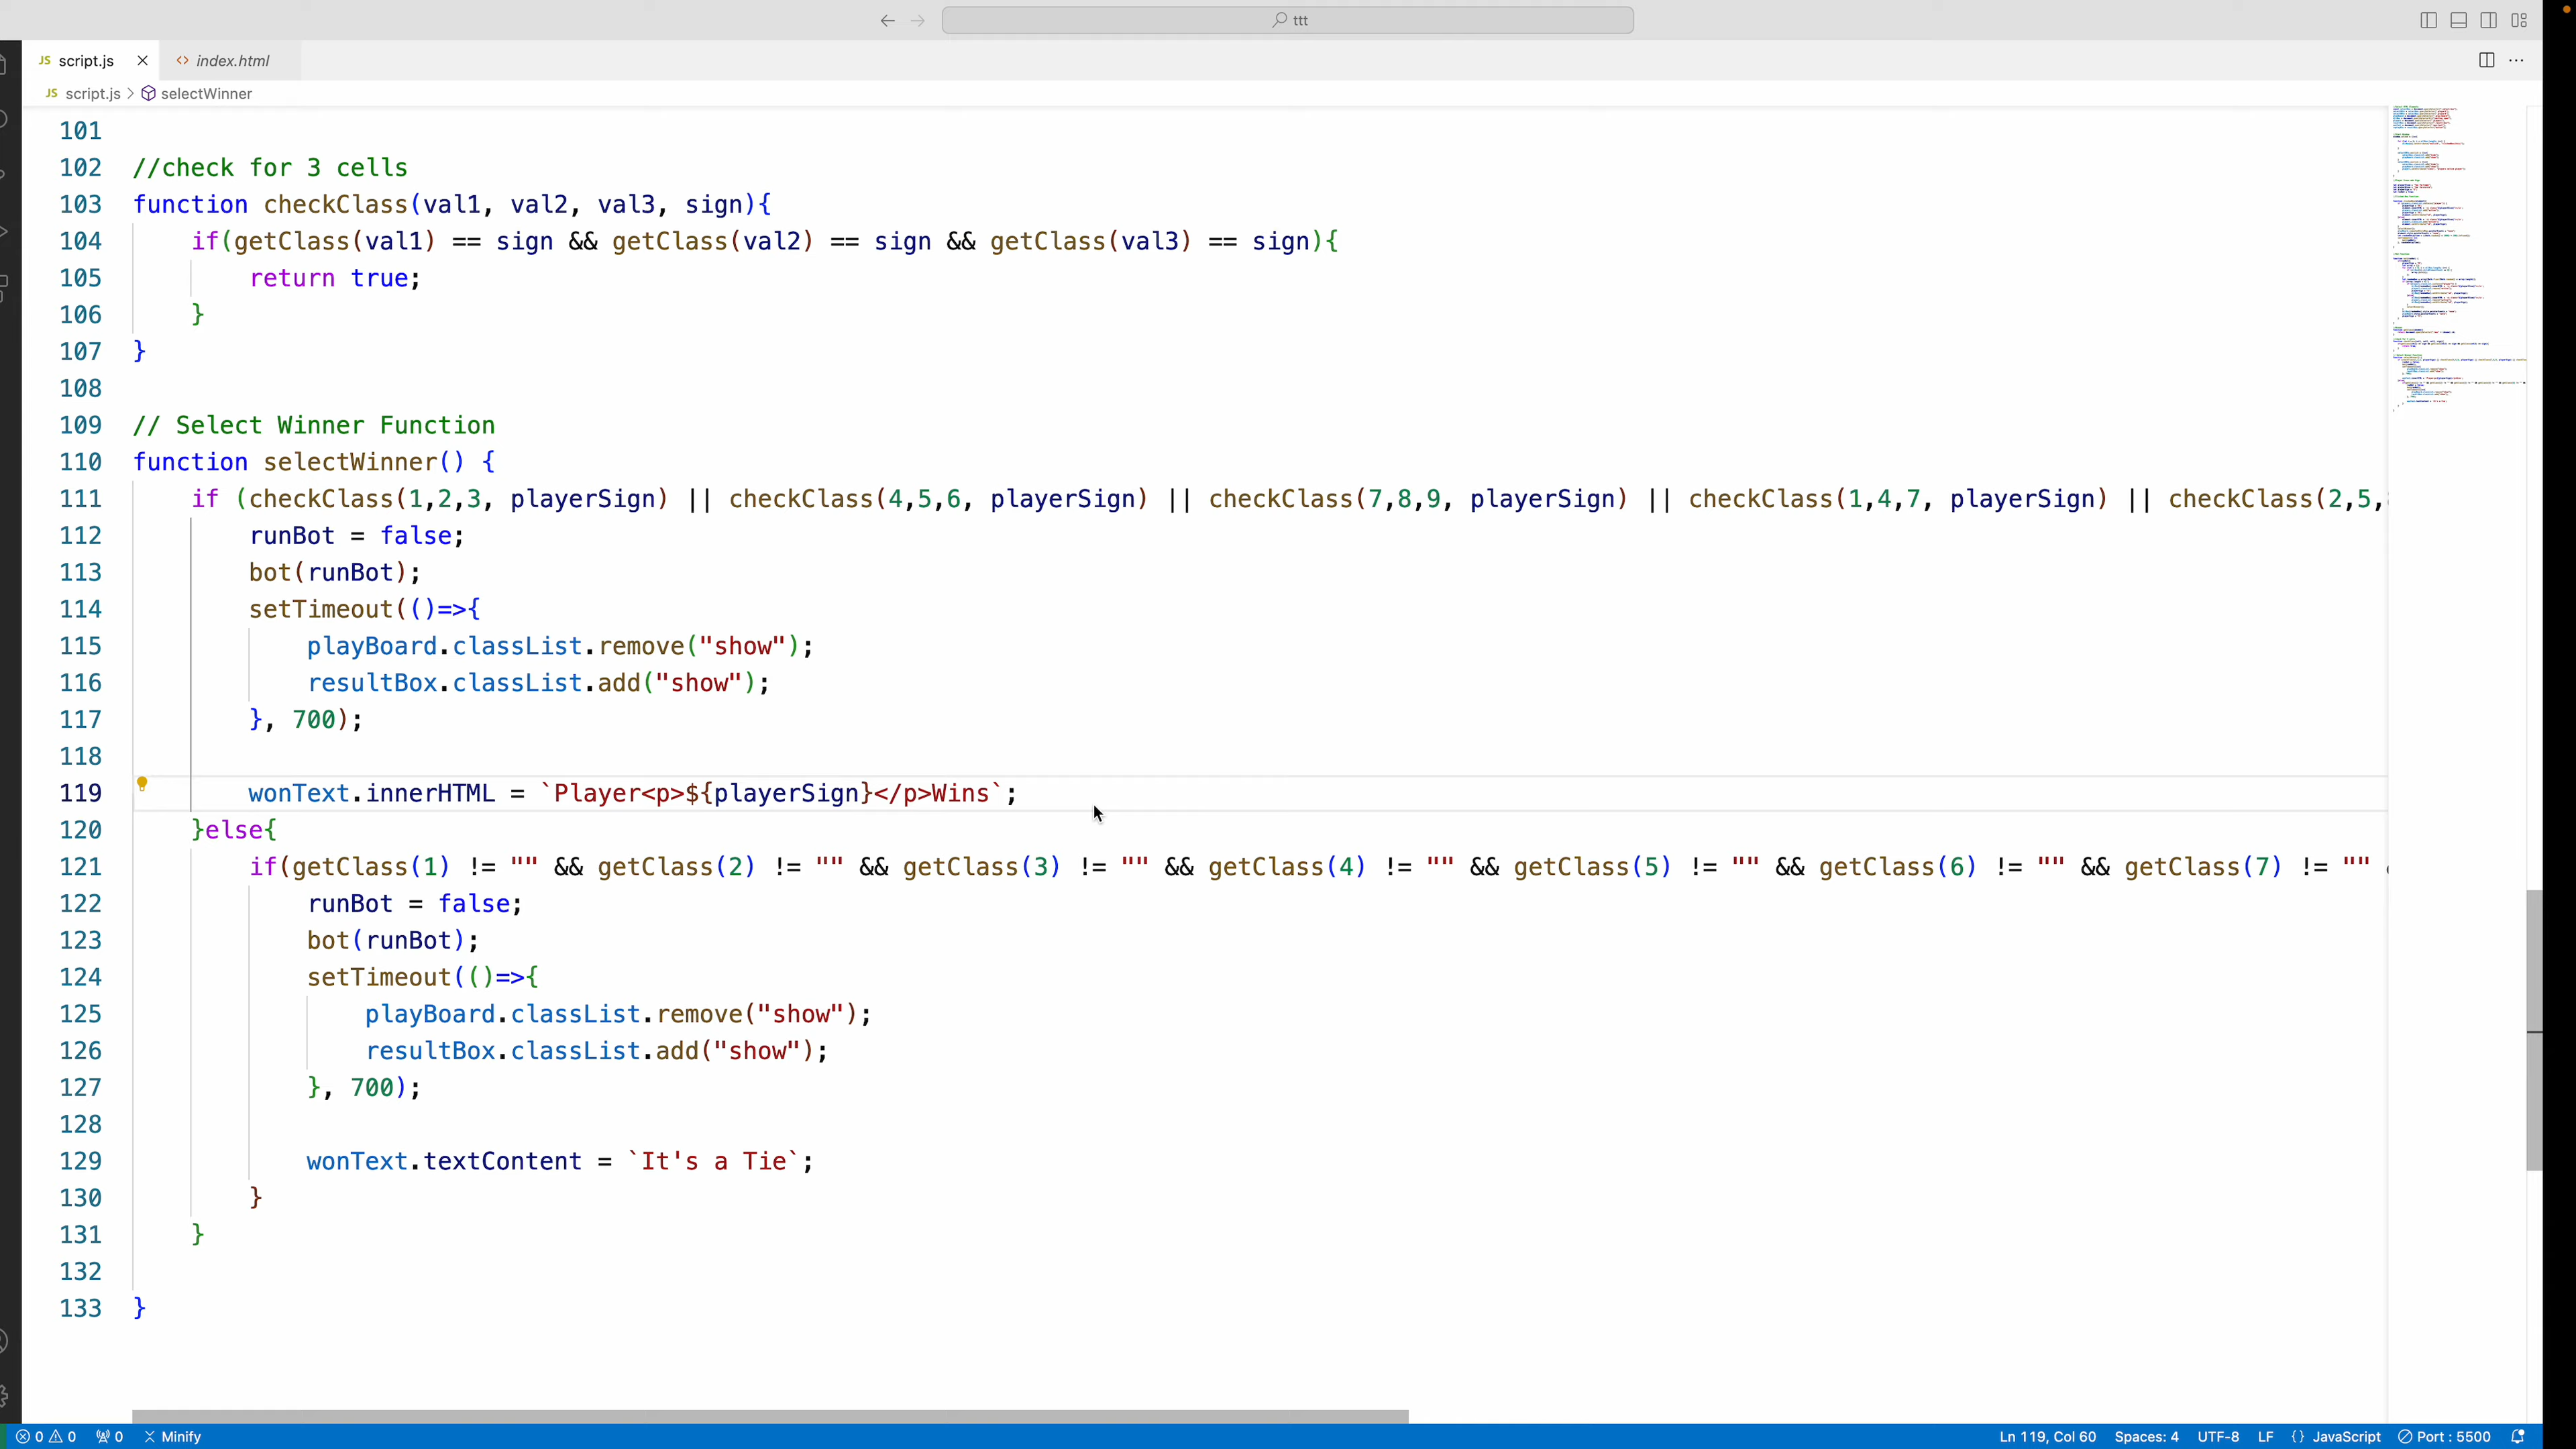 ttt
JS script.js
<> index.html
JS script.js > selectWinner
101
102 //check for 3 cells
103 function checkClass(val1, val2, val3, sign){
104     if(getClass(val1) == sign && getClass(val2) == sign && getClass(val3) == sign){
105         return true;
106     }
107 }
108
109 // Select Winner Function
110 function selectWinner() {
111     if (checkClass(1,2,3, playerSign) || checkClass(4,5,6, playerSign) || checkClass(7,8,9, playerSign) || checkClass(1,4,7, playerSign) || checkClass(2,5,
112         runBot = false;
113         bot(runBot);
114         setTimeout(()=>{
115             playBoard.classList.remove("show");
116             resultBox.classList.add("show");
117         }, 700);
118
119         wonText.innerHTML = `Player<p>${playerSign}</p>Wins`;
120     }else{
121         if(getClass(1) != "" && getClass(2) != "" && getClass(3) != "" && getClass(4) != "" && getClass(5) != "" && getClass(6) != "" && getClass(7) != ""
122             runBot = false;
123             bot(runBot);
124             setTimeout(()=>{
125                 playBoard.classList.remove("show");
126                 resultBox.classList.add("show");
127             }, 700);
128
129             wonText.textContent = `It's a Tie`;
130         }
131     }
132
133 }
0 0 0 Minify Ln 119, Col 60 Spaces: 4 UTF-8 LF {} JavaScript Port : 5500